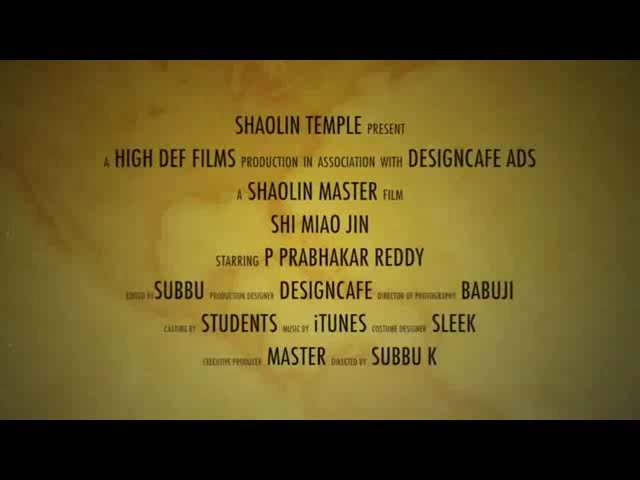 SHAOLIN TEMPLE PRESENT
A HIGH DEF FILMS PRODUCTION IN ASSOCIATION WITH DESIGNCAFE ADS
A SHAOLIN MASTER FILM
SHI MIAO JIN
STARRING P PRABHAKAR REDDY
EDITED BY SUBBU PRODUCTION DESIGNER DESIGNCAFE DIRECTOR OF PHOTOGRAPHY BABUJI
CASTING BY STUDENTS MUSIC BY iTUNES COSTUME DESIGNER SLEEK
EXECUTIVE PRODUCER MASTER DIRECTED BY SUBBU K